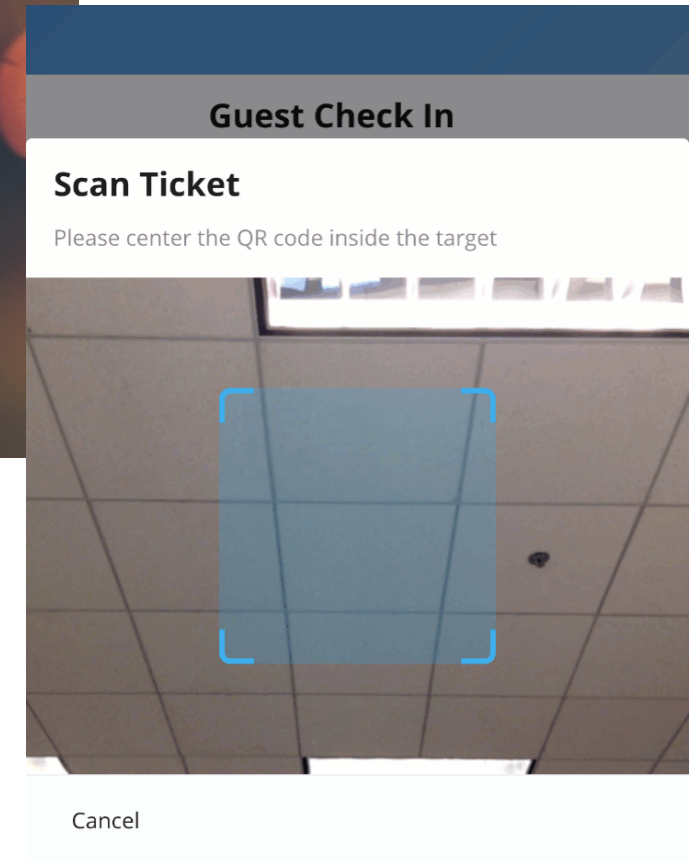 Guest Check In
Scan Ticket
Please center the QR code inside the target
Cancel